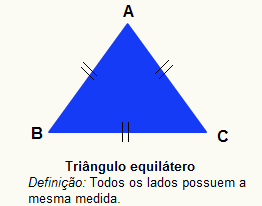 A
B
C
Triângulo equilátero
Definição: Todos os lados possuem a
mesma medida.